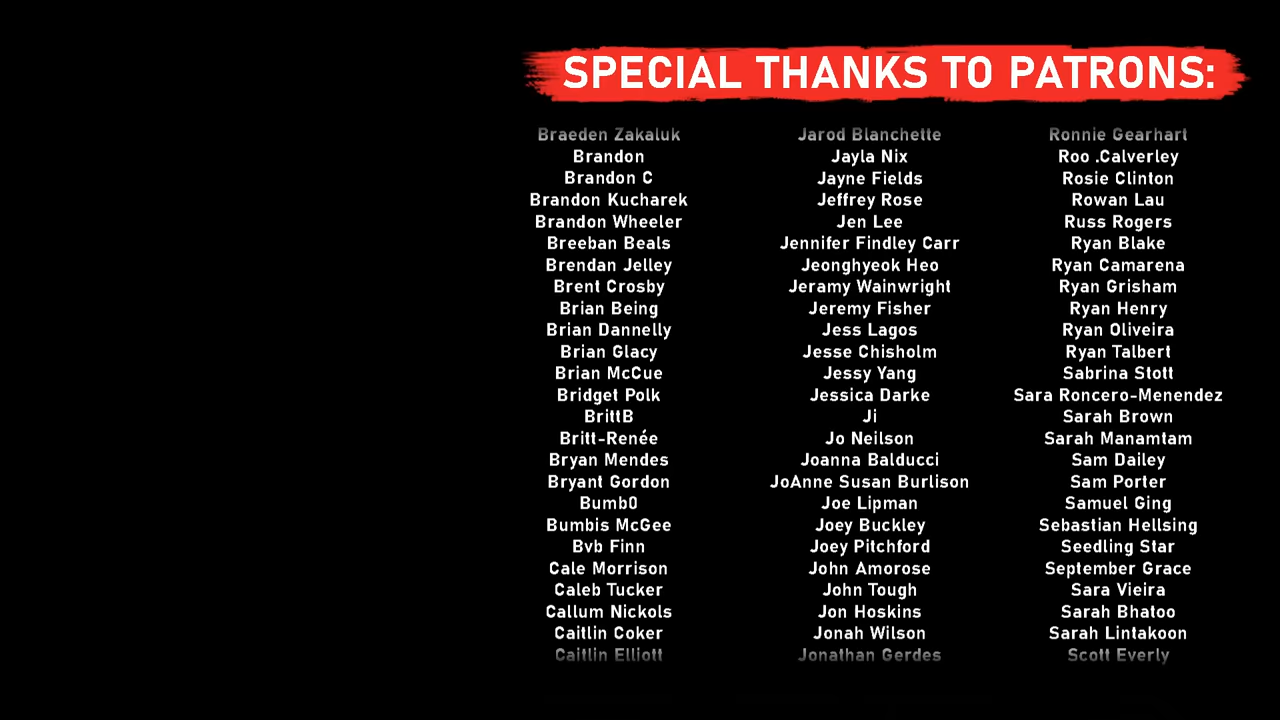 SPECIAL THANKS TO PATRONS:
Braeden Zakaluk
Brandon
Brandon C
Brandon Kucharek
Brandon Wheeler
Breeban Beals
Brendan Jelley
Brent Crosby
Brian Being
Brian Dannelly
Brian Glacy
Brian McCue
Bridget Polk
BrittB
Britt-Renée
Bryan Mendes
Bryant Gordon
Bumb0
Bumbis McGee
Bvb Finn
Cale Morrison
Caleb Tucker
Callum Nickols
Caitlin Coker
Caitlin Elliott
Jarod Blanchette
Jayla Nix
Jayne Fields
Jeffrey Rose
Jen Lee
Jennifer Findley Carr
Jeonghyeok Heo
Jeramy Wainwright
Jeremy Fisher
Jess Lagos
Jesse Chisholm
Jessy Yang
Jessica Darke
Ji
Jo Neilson
Joanna Balducci
JoAnne Susan Burlison
Joe Lipman
Joey Buckley
Joey Pitchford
John Amorose
John Tough
Jon Hoskins
Jonah Wilson
Jonathan Gerdes
Ronnie Gearhart
Roo .Calverley
Rosie Clinton
Rowan Lau
Russ Rogers
Ryan Blake
Ryan Camarena
Ryan Grisham
Ryan Henry
Ryan Oliveira
Ryan Talbert
Sabrina Stott
Sara Roncero-Menendez
Sarah Brown
Sarah Manamtam
Sam Dailey
Sam Porter
Samuel Ging
Sebastian Hellsing
Seedling Star
September Grace
Sara Vieira
Sarah Bhatoo
Sarah Lintakoon
Scott Everly